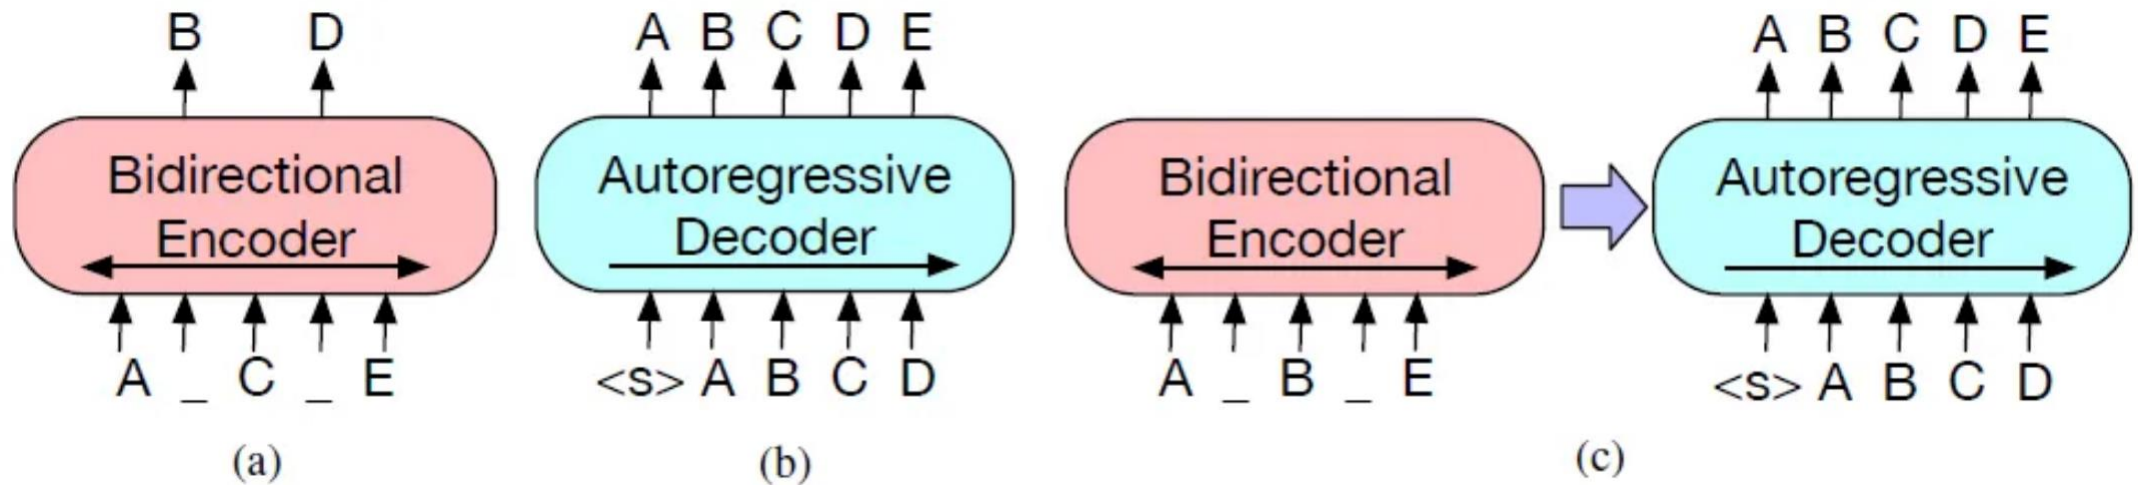 B D
Bidirectional
Encoder
A _ C _ E
(a)
A B C D E
Autoregressive
Decoder
<s> A B C D
(b)
Bidirectional
Encoder
A _ B _ E
A B C D E
Autoregressive
Decoder
<s> A B C D
(c)